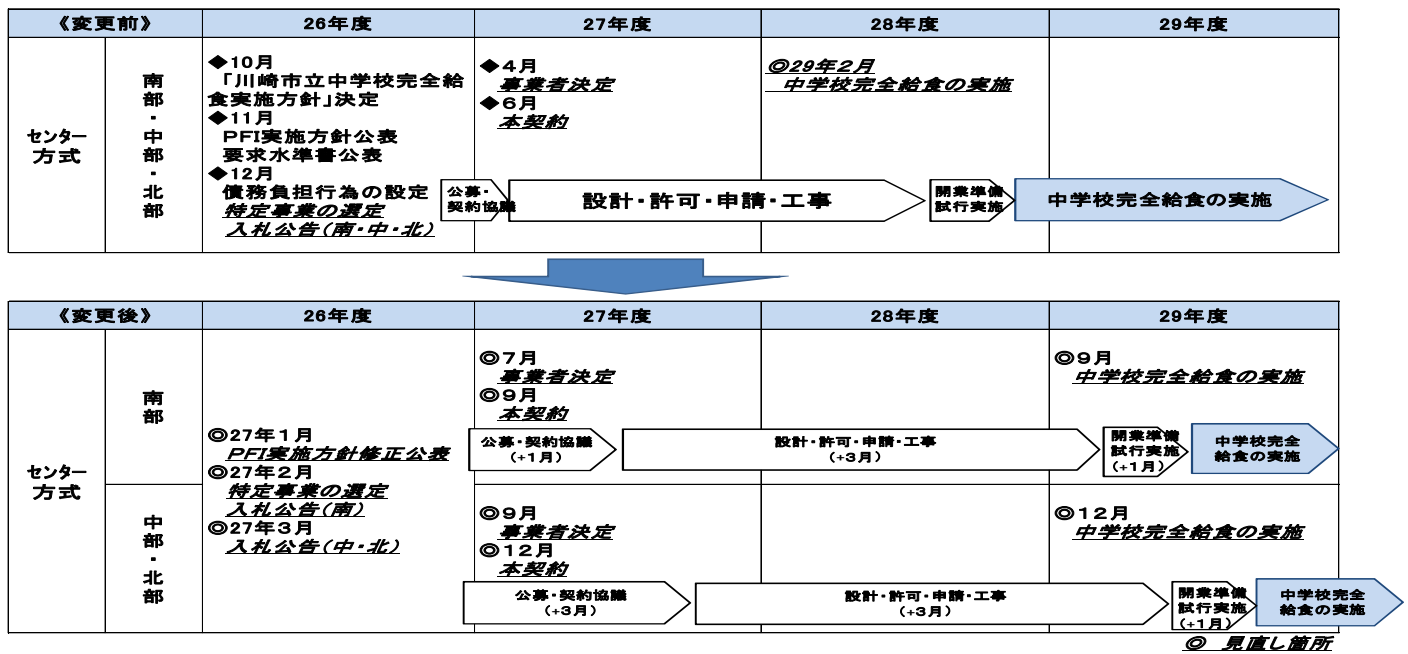 《変更前》
26年度
27年度
28年度
29年度
センター
方式
南
部
・
中
部
・
北
部
◆10月
「川崎市立中学校完全給
食実施方針」決定
◆11月
PFI実施方針公表
要求水準書公表
◆12月
債務負担行為の設定
特定事業の選定
入札公告(南・中・北)
◆4月
事業者決定
◆6月
本契約
◎29年2月
中学校完全給食の実施
公募・
契約協議
設計・許可・申請・工事
開業準備
試行実施
中学校完全給食の実施
《変更後》
26年度
27年度
28年度
29年度
センター
方式
南
部
◎27年1月
PFI実施方針修正公表
◎27年2月
特定事業の選定
入札公告(南)
◎27年3月
入札公告(中・北)
◎7月
事業者決定
◎9月
本契約
◎9月
中学校完全給食の実施
公募・契約協議
(+1月)
設計・許可・申請・工事
(+3月)
開業準備
試行実施
(+1月)
中学校完全
給食の実施
中
部
・
北
部
◎9月
事業者決定
◎12月
本契約
◎12月
中学校完全給食の実施
公募・契約協議
(+3月)
設計・許可・申請・工事
(+3月)
開業準備
試行実施
(+1月)
中学校完全
給食の実施
◎ 見直し箇所